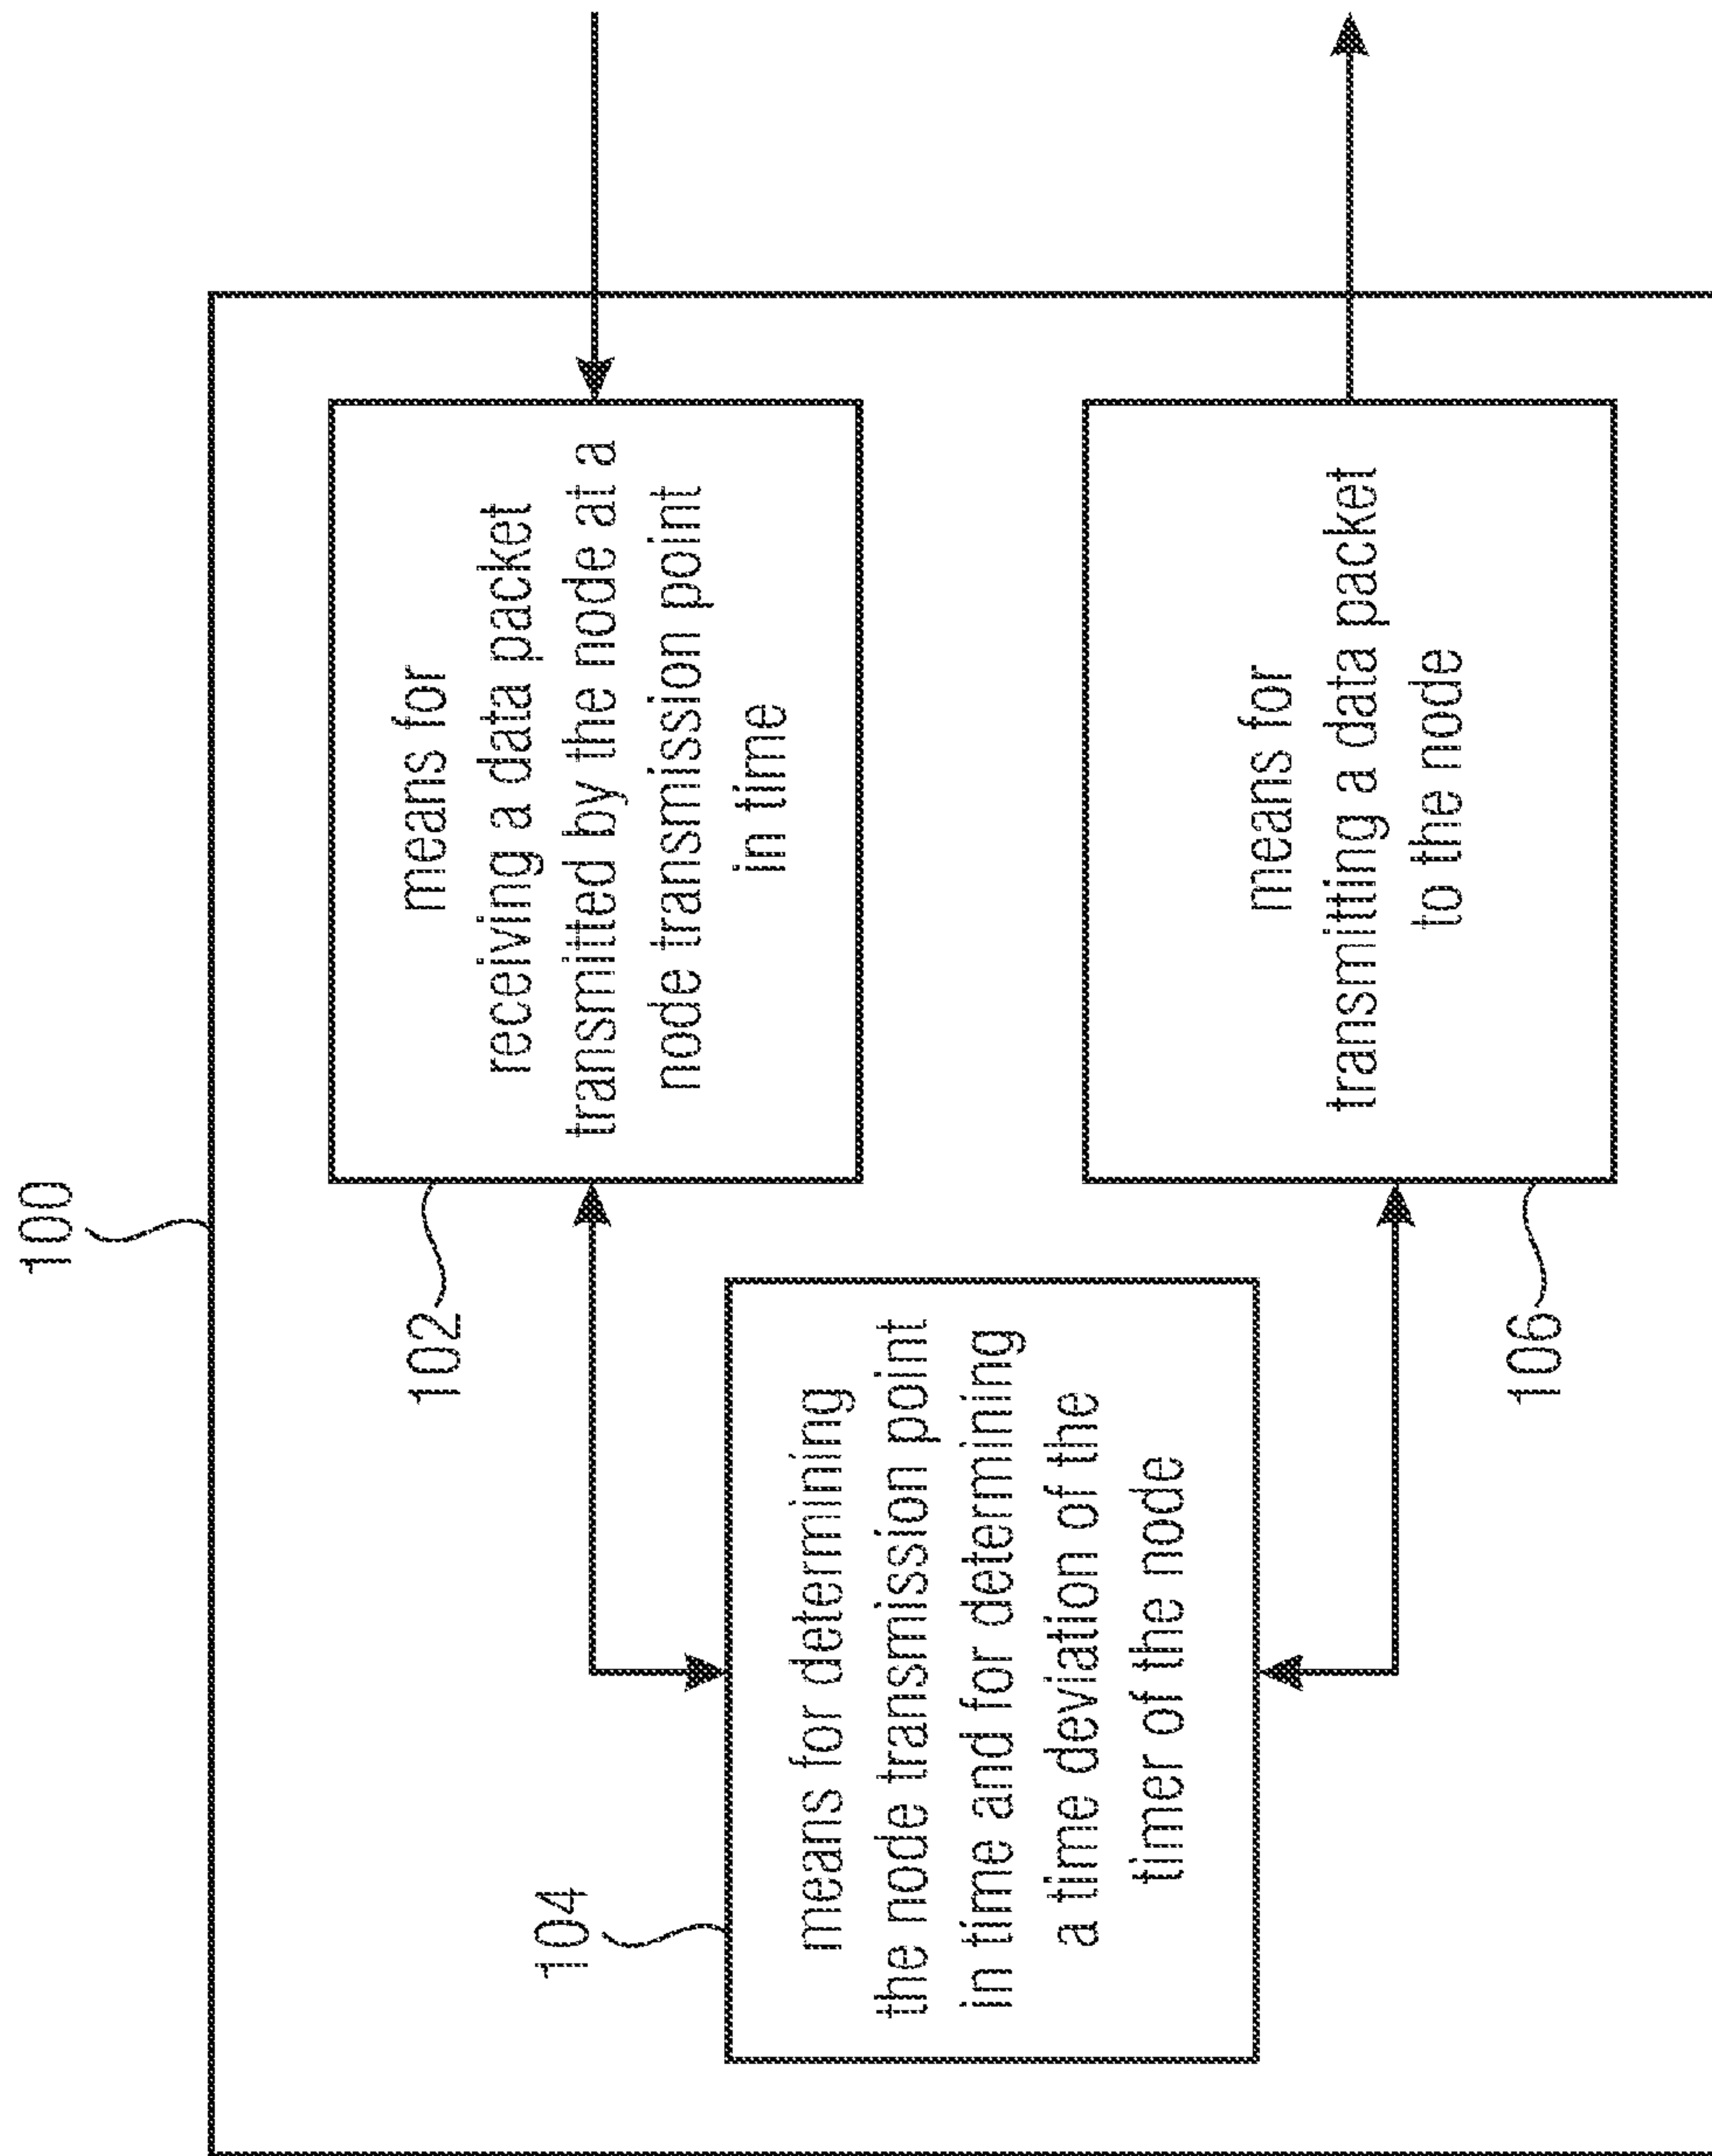 100
102
means for
receiving a data packet
transmitted by the node at a
node transmission point
in time
104
means for determining
the node transmission point
in time and for determining
a time deviation of the
timer of the node
106
means for
transmitting a data packet
to the node